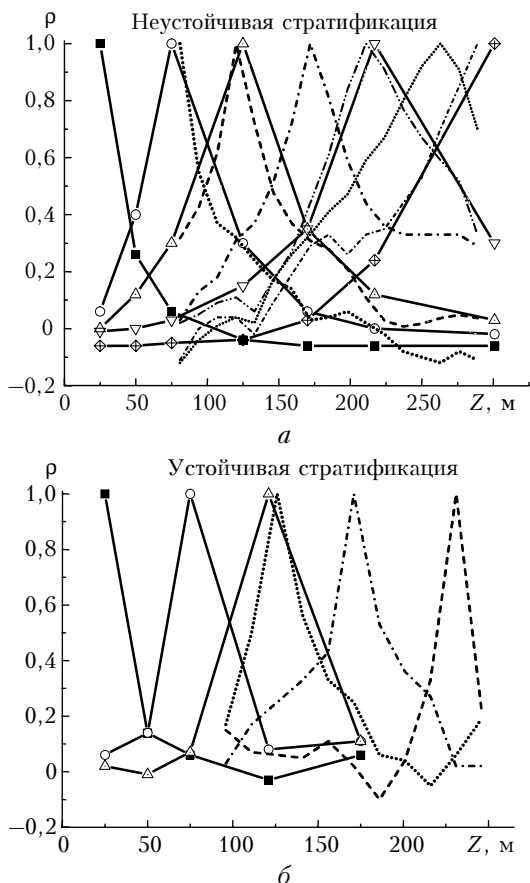 ρ
Неустойчивая стратификация
1,0
0,8
0,6
0,4
0,2
0
−0,2
0 50 100 150 200 250 Z, м
а
ρ
Устойчивая стратификация
1,0
0,8
0,6
0,4
0,2
0
−0,2
0 50 100 150 200 Z, м
б